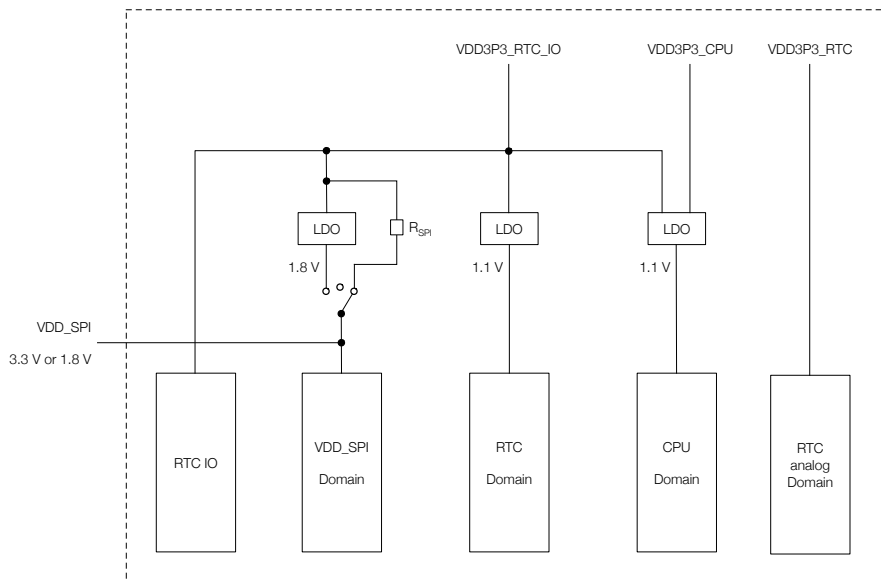 VDD3P3_RTC_IO
VDD3P3_CPU
VDD3P3_RTC
LDO
R_SPI
LDO
LDO
1.8 V
1.1 V
1.1 V
VDD_SPI
3.3 V or 1.8 V
RTC IO
VDD_SPI
Domain
RTC
Domain
CPU
Domain
RTC
analog
Domain